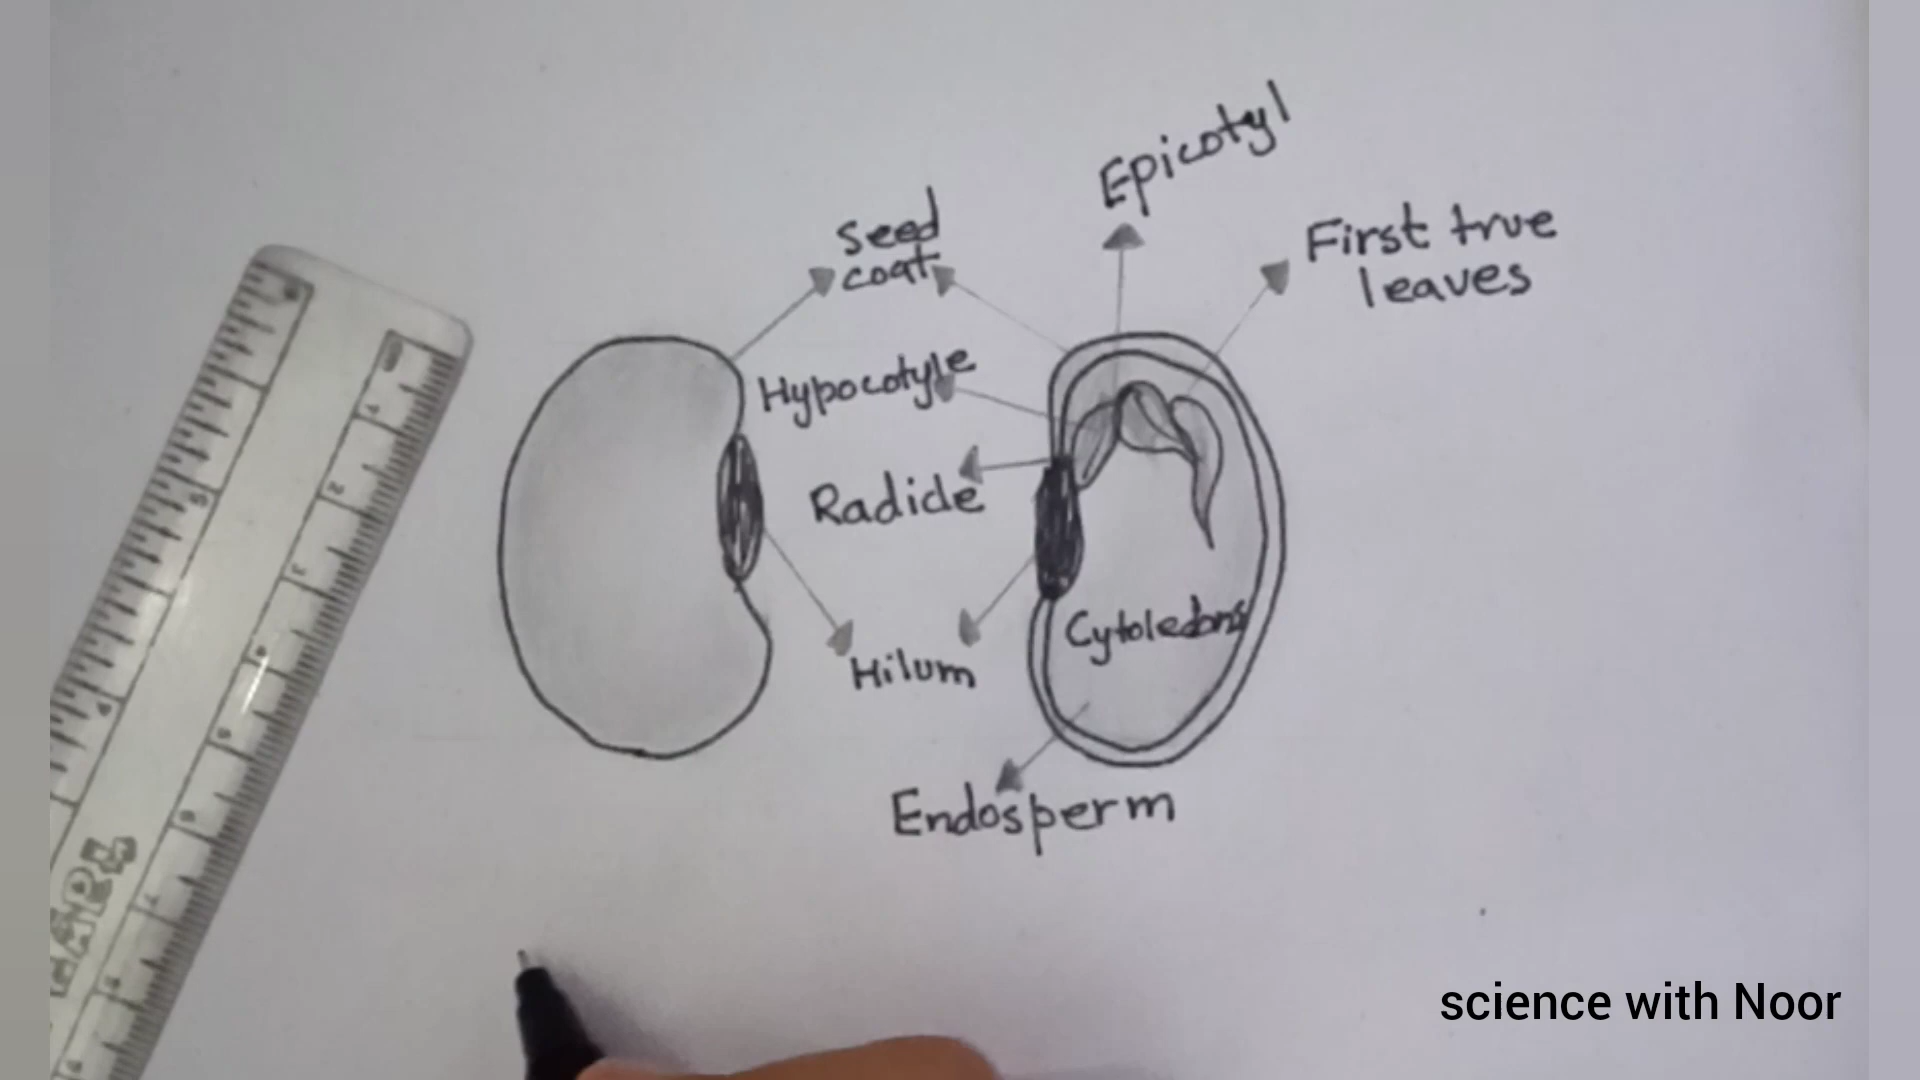 Epicotyl
Seed
coat
First true
leaves
Hypocotyle
Radicle
Cytoledons
Hilum
Endosperm
science with Noor